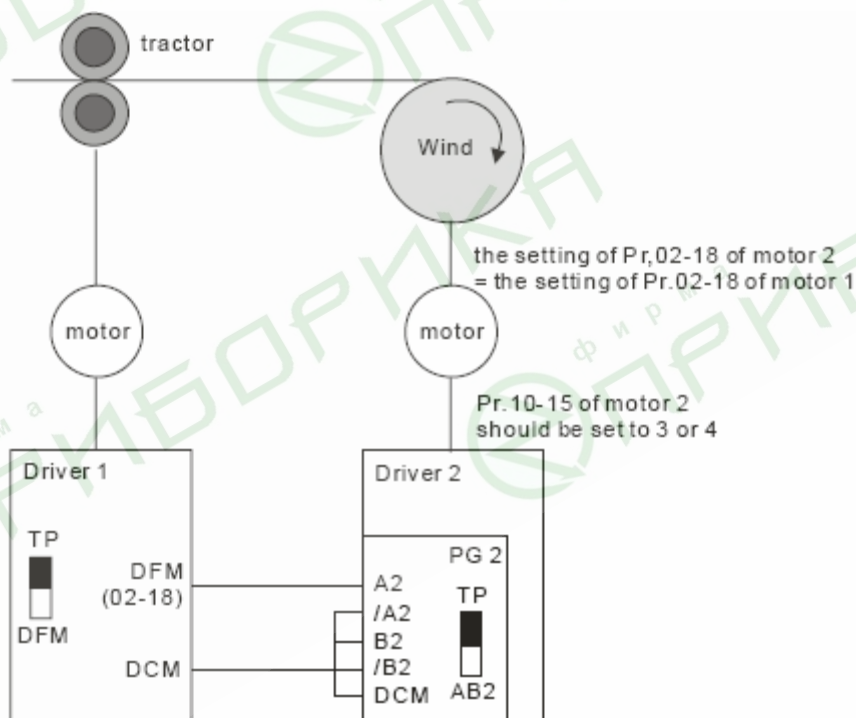 tractor
Wind
the setting of Pr,02-18 of motor 2
= the setting of Pr.02-18 of motor 1
motor
motor
Pr.10-15 of motor 2
should be set to 3 or 4
Driver 1
Driver 2
TP
DFM
DFM
(02-18)
DCM
PG 2
A2
/A2
B2
/B2
DCM
TP
AB2
фирма
ПРИБОРИКА